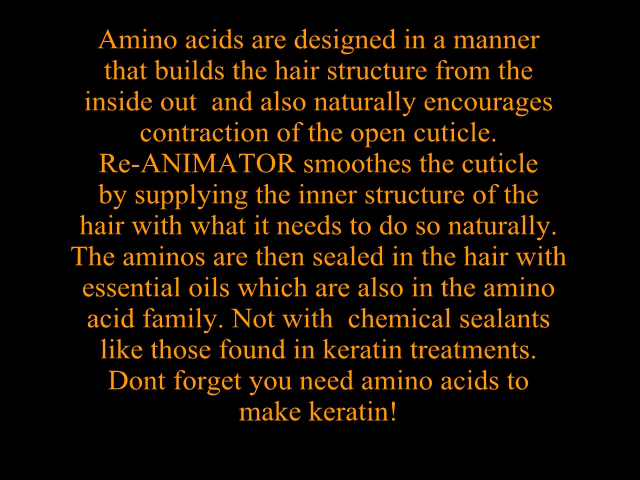 Amino acids are designed in a manner
that builds the hair structure from the
inside out  and also naturally encourages
contraction of the open cuticle.
Re-ANIMATOR smoothes the cuticle
by supplying the inner structure of the
hair with what it needs to do so naturally.
The aminos are then sealed in the hair with
essential oils which are also in the amino
acid family. Not with  chemical sealants
like those found in keratin treatments.
Dont forget you need amino acids to
make keratin!